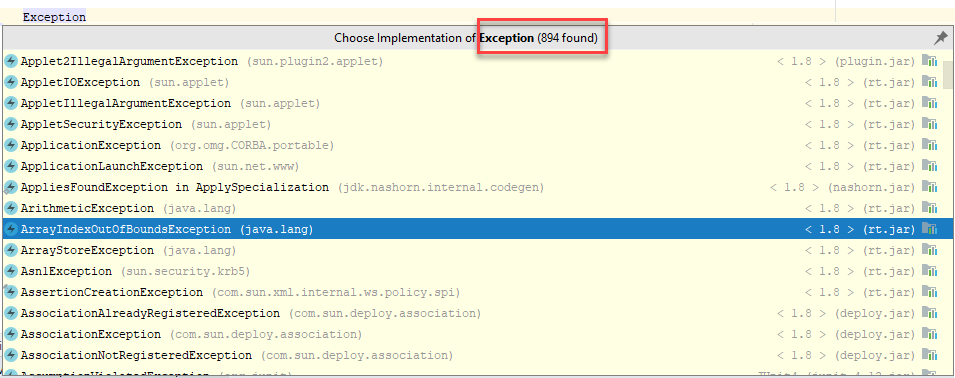 Exception
Choose Implementation of Exception (894 found)
Applet2IllegalArgumentException (sun.plugin2.applet) < 1.8 > (plugin.jar)
AppletIOException (sun.applet) < 1.8 > (rt.jar)
AppletIllegalArgumentException (sun.applet) < 1.8 > (rt.jar)
AppletSecurityException (sun.applet) < 1.8 > (rt.jar)
ApplicationException (org.omg.CORBA.portable) < 1.8 > (rt.jar)
ApplicationLaunchException (sun.net.www) < 1.8 > (rt.jar)
AppliesFoundException in ApplySpecialization (jdk.nashorn.internal.codegen) < 1.8 > (nashorn.jar)
ArithmeticException (java.lang) < 1.8 > (rt.jar)
ArrayIndexOutOfBoundsException (java.lang) < 1.8 > (rt.jar)
ArrayStoreException (java.lang) < 1.8 > (rt.jar)
Asn1Exception (sun.security.krb5) < 1.8 > (rt.jar)
AssertionCreationException (com.sun.xml.internal.ws.policy.spi) < 1.8 > (rt.jar)
AssociationAlreadyRegisteredException (com.sun.deploy.association) < 1.8 > (deploy.jar)
AssociationException (com.sun.deploy.association) < 1.8 > (deploy.jar)
AssociationNotRegisteredException (com.sun.deploy.association) < 1.8 > (deploy.jar)